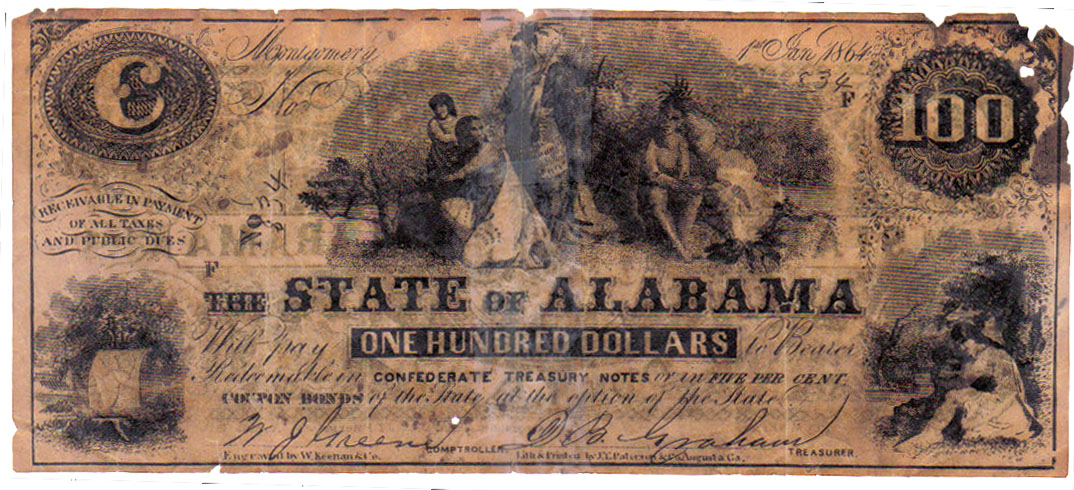 Montgomery 1st Jan 1864
No
F
C
100
RECEIVABLE IN PAYMENT
OF ALL TAXES
AND PUBLIC DUES
No
F
THE STATE OF ALABAMA
Will pay ONE HUNDRED DOLLARS to Bearer
Redeemable in CONFEDERATE TREASURY NOTES or in FIVE PER CENT.
COUPON BONDS of the State, at the option of the State
W J Greene COMPTROLLER. D. B. Graham TREASURER.
Engraved by W. Keenan & Co. Lith & Printed by J.T. Paterson & Co Augusta Ga.